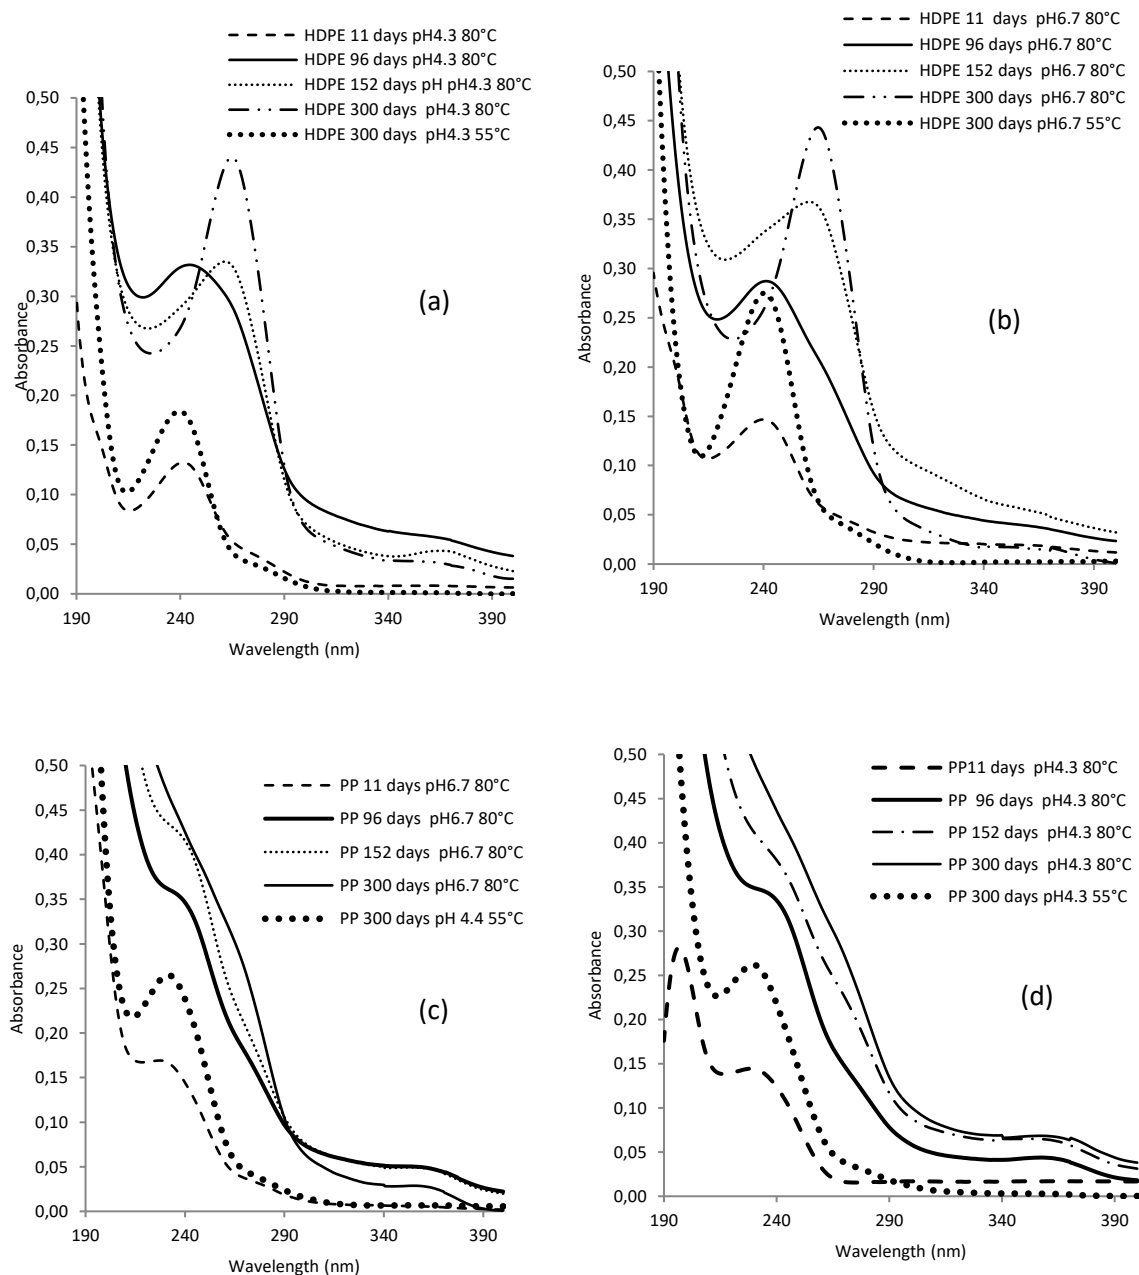 HDPE 11 days pH4.3 80°C
HDPE 96 days pH4.3 80°C
HDPE 152 days pH pH4.3 80°C
HDPE 300 days pH4.3 80°C
HDPE 300 days pH4.3 55°C
0,50
0,45
0,40
0,35
0,30
0,25
0,20
0,15
0,10
0,05
0,00
Absorbance
(a)
190 240 290 340 390
Wavelength (nm)
HDPE 11 days pH6.7 80°C
HDPE 96 days pH6.7 80°C
HDPE 152 days pH6.7 80°C
HDPE 300 days pH6.7 80°C
HDPE 300 days pH6.7 55°C
0,50
0,45
0,40
0,35
0,30
0,25
0,20
0,15
0,10
0,05
0,00
Absorbance
(b)
190 240 290 340 390
Wavelength (nm)
PP 11 days pH6.7 80°C
PP 96 days pH6.7 80°C
PP 152 days pH6.7 80°C
PP 300 days pH6.7 80°C
PP 300 days pH 4.4 55°C
0,50
0,45
0,40
0,35
0,30
0,25
0,20
0,15
0,10
0,05
0,00
Absorbance
(c)
190 240 290 340 390
Wavelength (nm)
PP11 days pH4.3 80°C
PP 96 days pH4.3 80°C
PP 152 days pH4.3 80°C
PP 300 days pH4.3 80°C
PP 300 days pH4.3 55°C
0,50
0,45
0,40
0,35
0,30
0,25
0,20
0,15
0,10
0,05
0,00
Absorbance
(d)
190 240 290 340 390
Wavelength (nm)